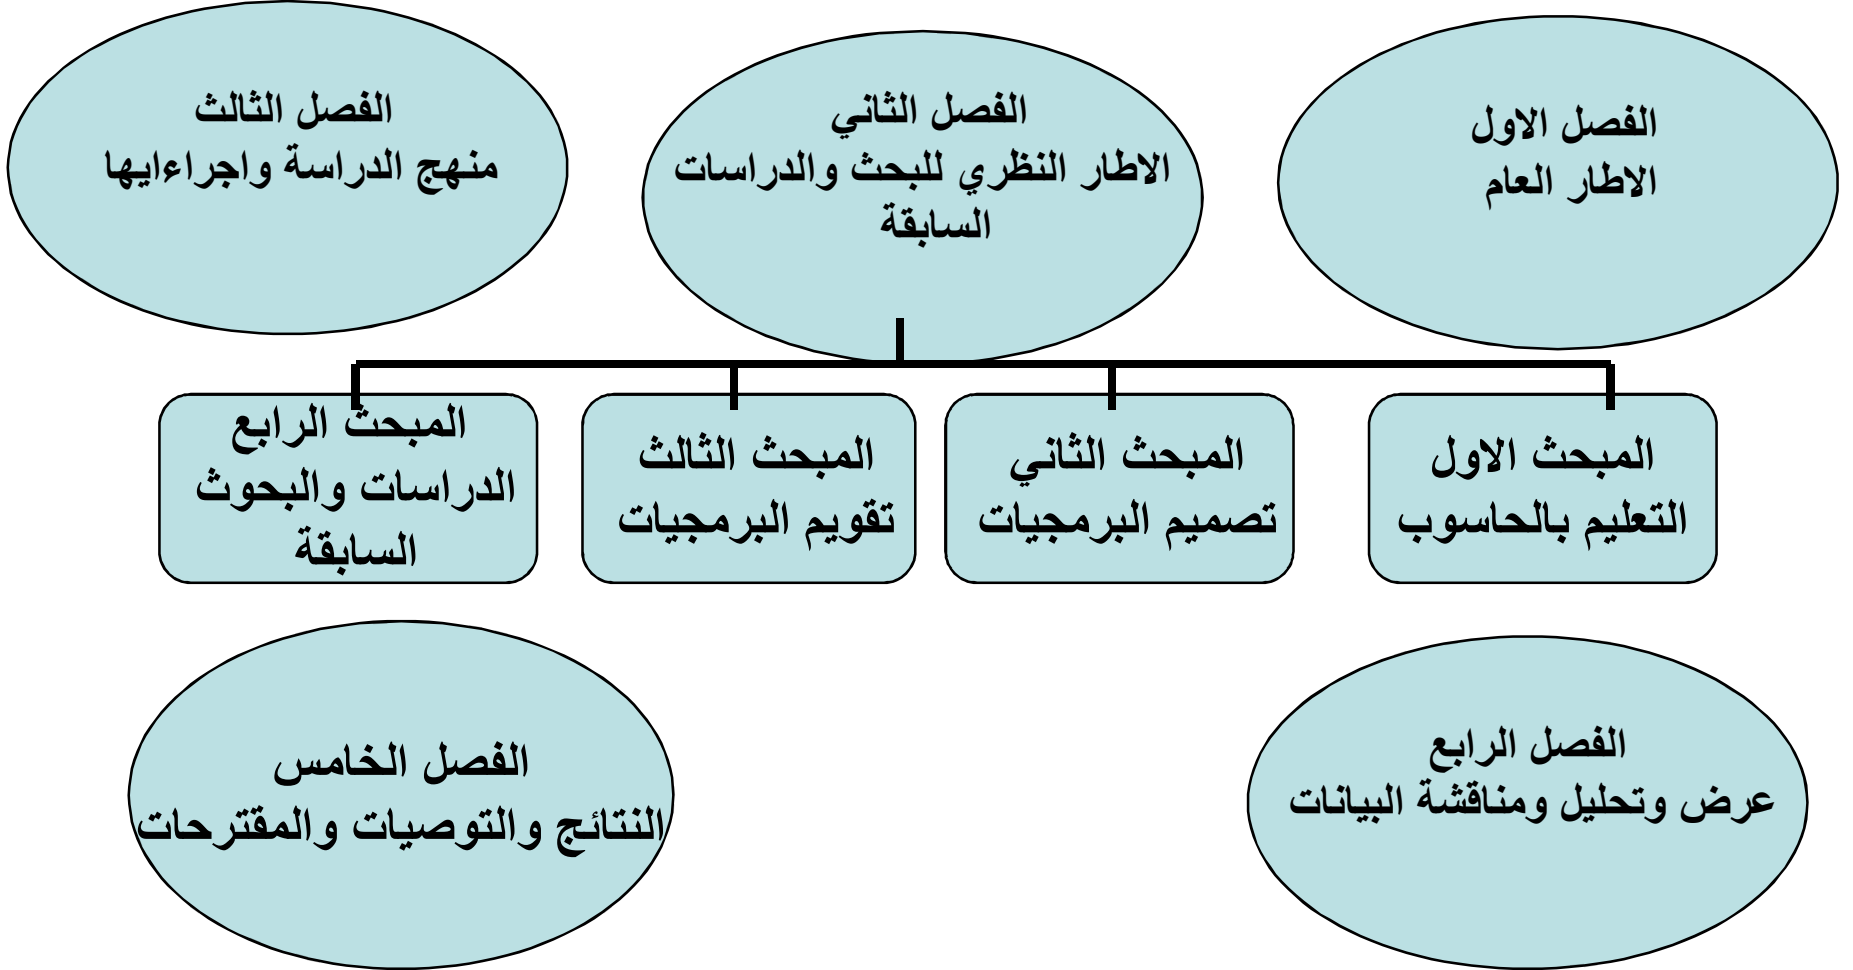 الفصل الاول
الاطار العام
الفصل الثاني
الاطار النظري للبحث والدراسات
السابقة
الفصل الثالث
منهج الدراسة واجراءايها
المبحث الاول
التعليم بالحاسوب
المبحث الثاني
تصميم البرمجيات
المبحث الثالث
تقويم البرمجيات
المبحث الرابع
الدراسات والبحوث
السابقة
الفصل الرابع
عرض وتحليل ومناقشة البيانات
الفصل الخامس
النتائج والتوصيات والمقترحات